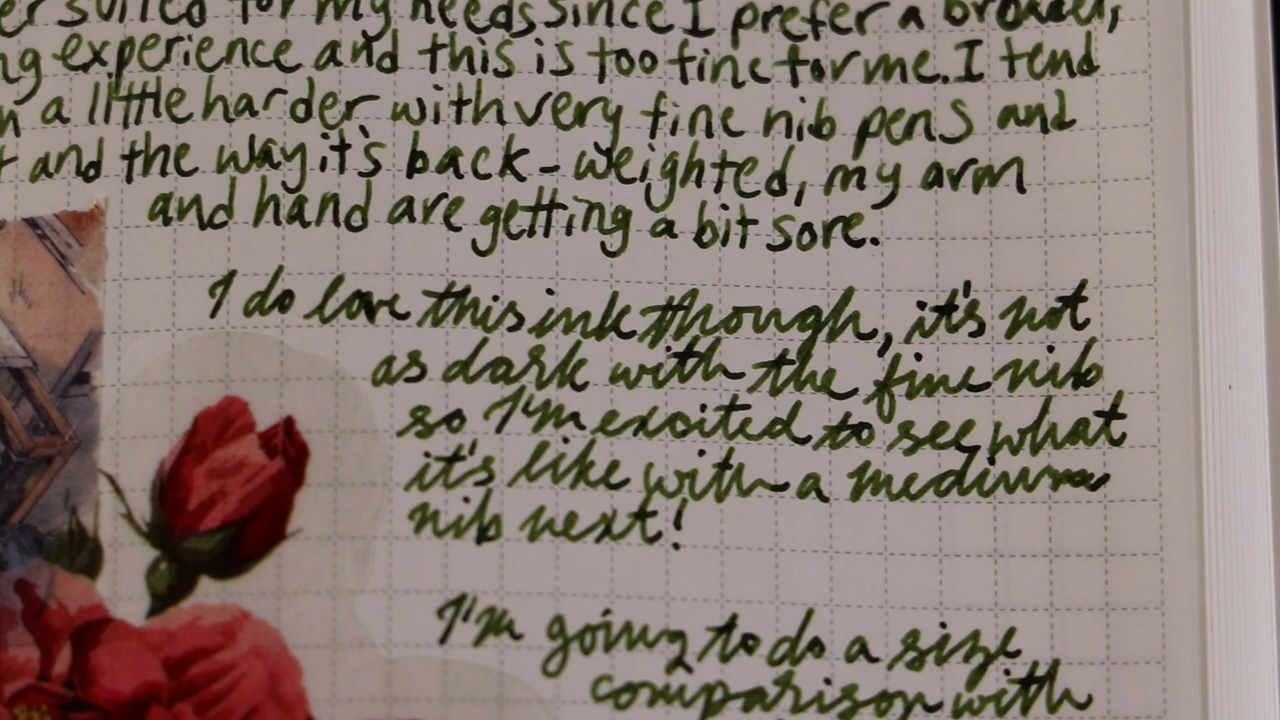 suited for my needs since I prefer a broader,
experience and this is too fine for me. I tend
a little harder with very fine nib pens and
and the way it's back-weighted, my arm
and hand are getting a bit sore.
I do love this ink though, it's not
as dark with the fine nib
so I'm excited to see what
it's like with a medium
nib next!
I'm going to do a size
comparison with